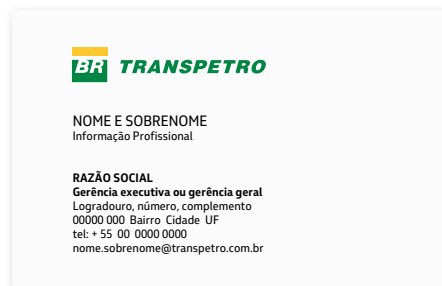 BR TRANSPETRO
NOME E SOBRENOME
Informação Profissional
RAZÃO SOCIAL
Gerência executiva ou gerência geral
Logradouro, número, complemento
00000 000 Bairro Cidade UF
tel: + 55 00 0000 0000
nome.sobrenome@transpetro.com.br